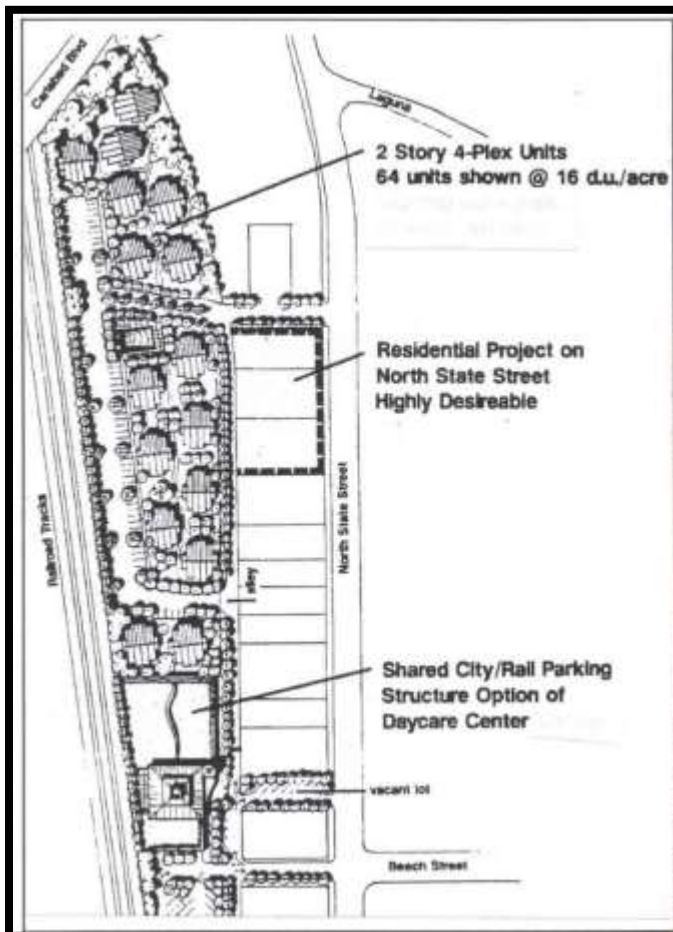 Carlsbad Blvd
Laguna
2 Story 4-Plex Units
64 units shown @ 16 d.u./acre
Residential Project on
North State Street
Highly Desireable
Railroad Tracks
North State Street
alley
Shared City/Rail Parking
Structure Option of
Daycare Center
vacant lot
Beech Street